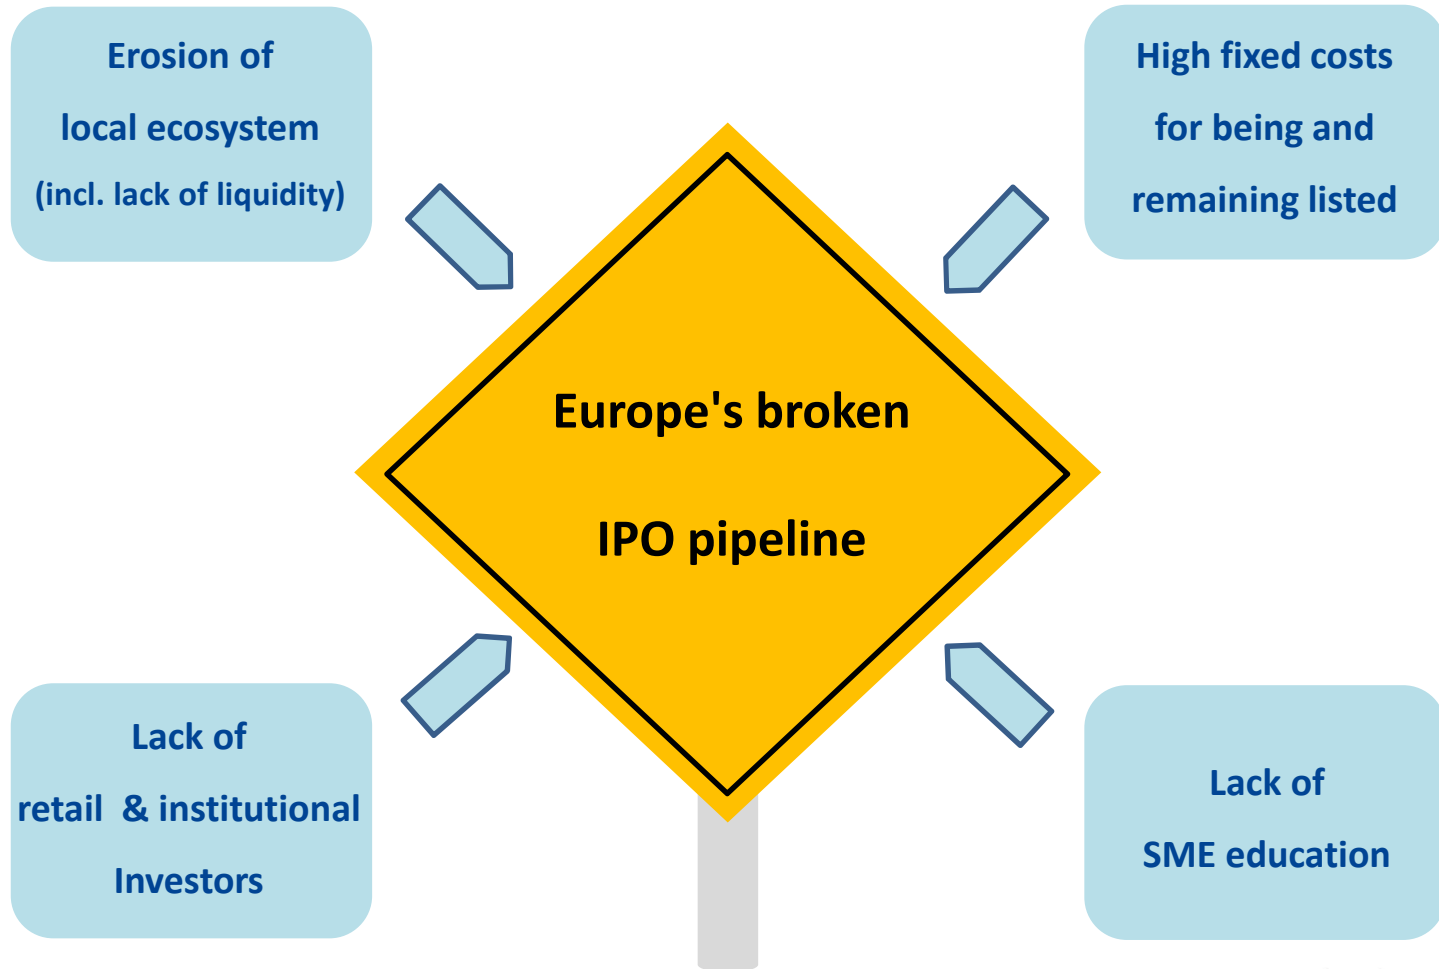 Erosion of
local ecosystem
(incl. lack of liquidity)
High fixed costs
for being and
remaining listed
Europe's broken
IPO pipeline
Lack of
retail & institutional
Investors
Lack of
SME education